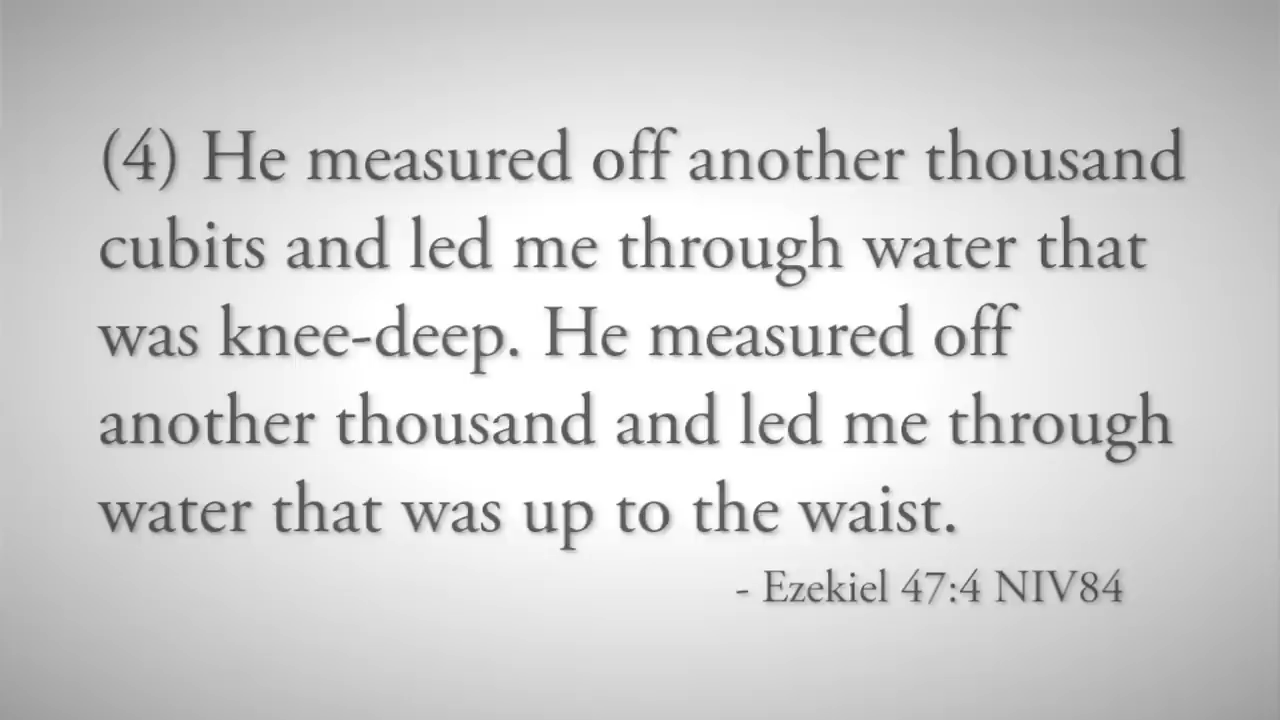 (4) He measured off another thousand
cubits and led me through water that
was knee-deep. He measured off
another thousand and led me through
water that was up to the waist.
- Ezekiel 47:4 NIV84